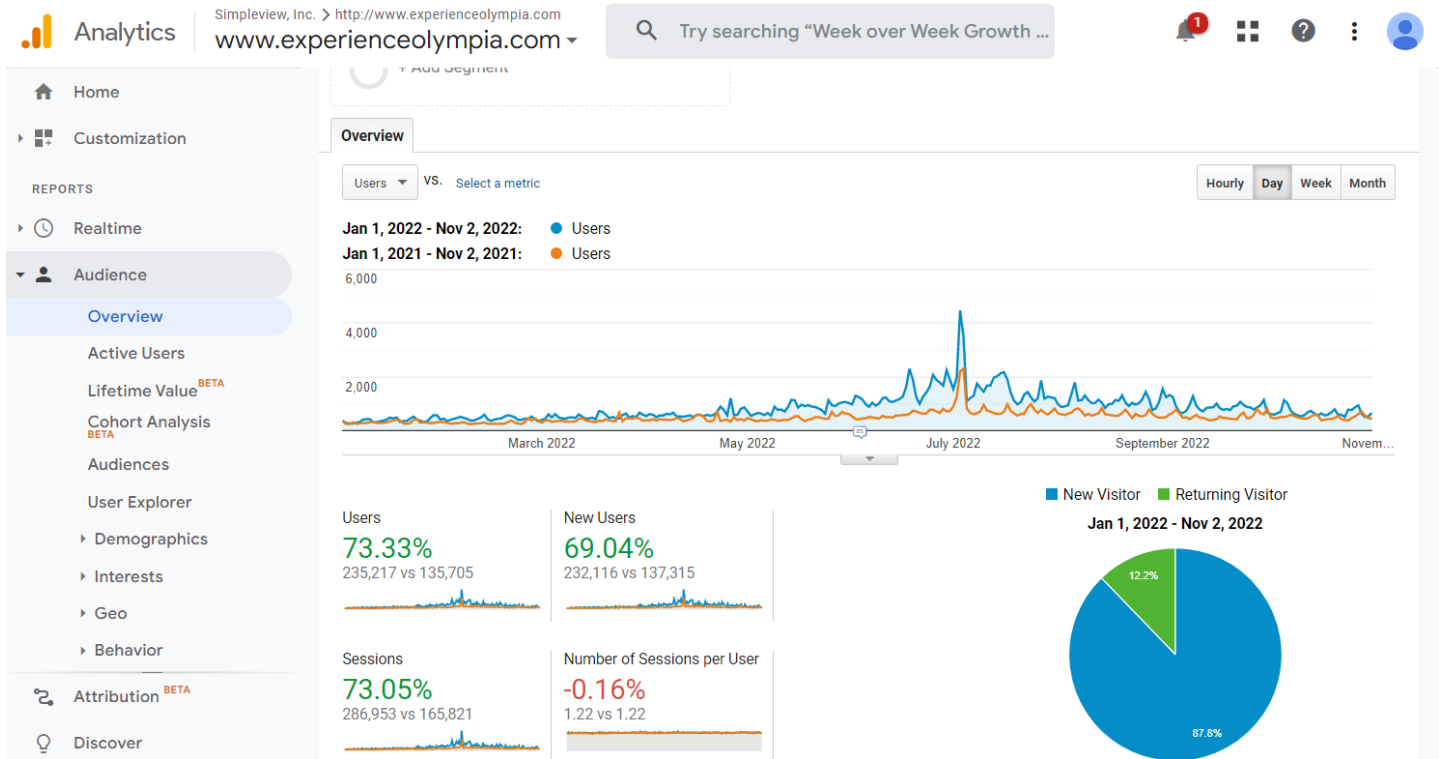 Analytics
Simpleview, Inc. > http://www.experienceolympia.com
www.experienceolympia.com
Try searching “Week over Week Growth ...
1
+ Add Segment
Home
Customization
REPORTS
Realtime
Audience
Overview
Active Users
Lifetime Value BETA
Cohort Analysis
BETA
Audiences
User Explorer
Demographics
Interests
Geo
Behavior
Attribution BETA
Discover
Overview
Users VS. Select a metric
Hourly Day Week Month
Jan 1, 2022 - Nov 2, 2022: Users
Jan 1, 2021 - Nov 2, 2021: Users
6,000
4,000
2,000
March 2022 May 2022 July 2022 September 2022 Novem...
Users
73.33%
235,217 vs 135,705
New Users
69.04%
232,116 vs 137,315
Sessions
73.05%
286,953 vs 165,821
Number of Sessions per User
-0.16%
1.22 vs 1.22
New Visitor Returning Visitor
Jan 1, 2022 - Nov 2, 2022
12.2%
87.8%